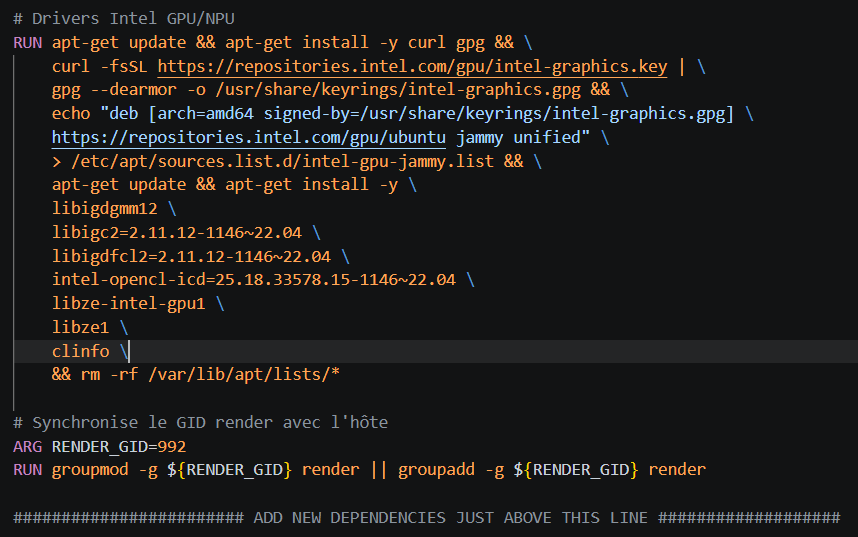 # Drivers Intel GPU/NPU
RUN apt-get update && apt-get install -y curl gpg && \
    curl -fsSL https://repositories.intel.com/gpu/intel-graphics.key | \
    gpg --dearmor -o /usr/share/keyrings/intel-graphics.gpg && \
    echo "deb [arch=amd64 signed-by=/usr/share/keyrings/intel-graphics.gpg] \
    https://repositories.intel.com/gpu/ubuntu jammy unified" \
    > /etc/apt/sources.list.d/intel-gpu-jammy.list && \
    apt-get update && apt-get install -y \
    libigdgmm12 \
    libigc2=2.11.12-1146~22.04 \
    libigdfcl2=2.11.12-1146~22.04 \
    intel-opencl-icd=25.18.33578.15-1146~22.04 \
    libze-intel-gpu1 \
    libze1 \
    clinfo \
    && rm -rf /var/lib/apt/lists/*
# Synchronise le GID render avec l'hôte
ARG RENDER_GID=992
RUN groupmod -g ${RENDER_GID} render || groupadd -g ${RENDER_GID} render
######################## ADD NEW DEPENDENCIES JUST ABOVE THIS LINE ###################